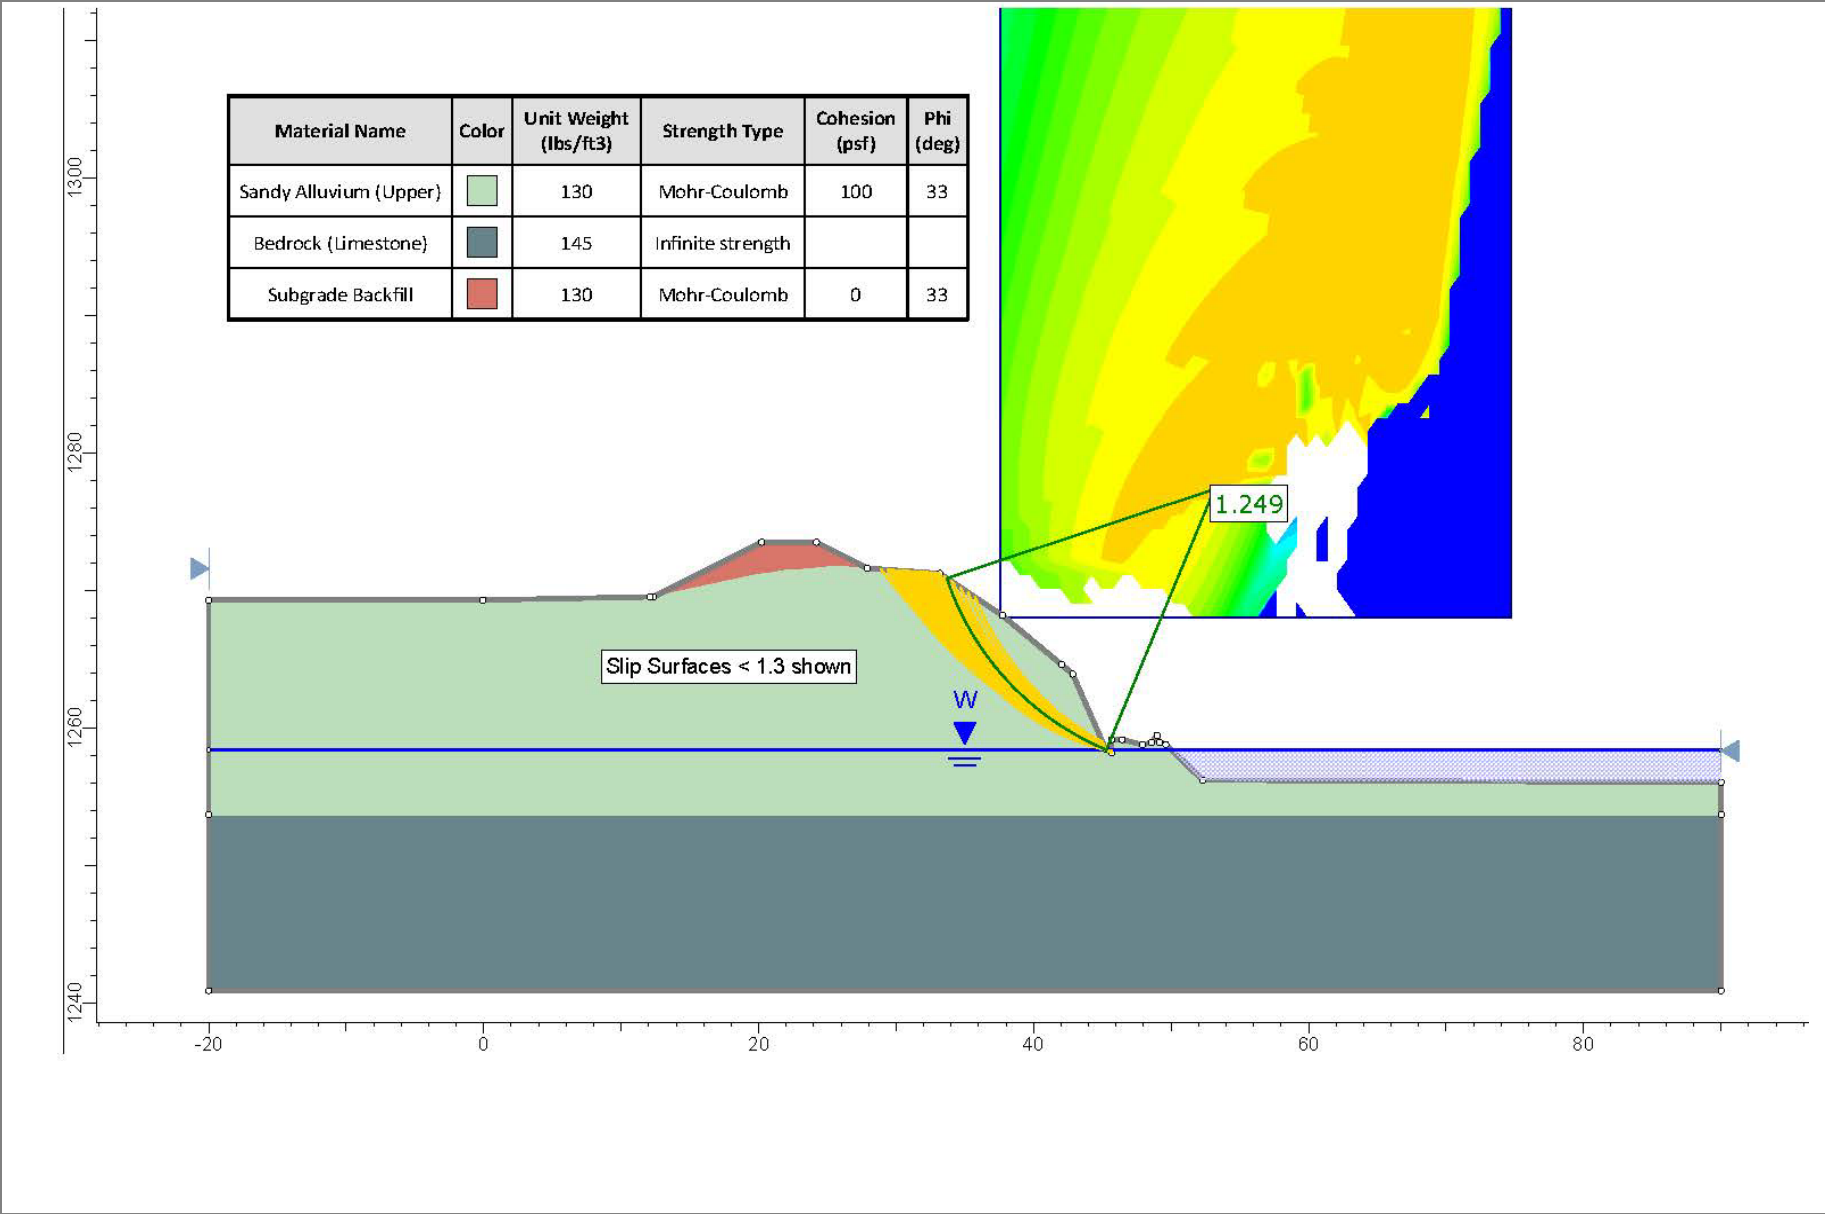 Material Name Color Unit Weight (lbs/ft3) Strength Type Cohesion (psf) Phi (deg)
Sandy Alluvium (Upper) 130 Mohr-Coulomb 100 33
Bedrock (Limestone) 145 Infinite strength
Subgrade Backfill 130 Mohr-Coulomb 0 33
1300
1280
1260
1240
1.249
Slip Surfaces < 1.3 shown
W
-20 0 20 40 60 80